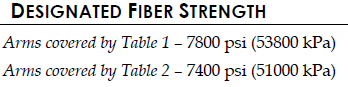 DESIGNATED FIBER STRENGTH
Arms covered by Table 1 – 7800 psi (53800 kPa)
Arms covered by Table 2 – 7400 psi (51000 kPa)